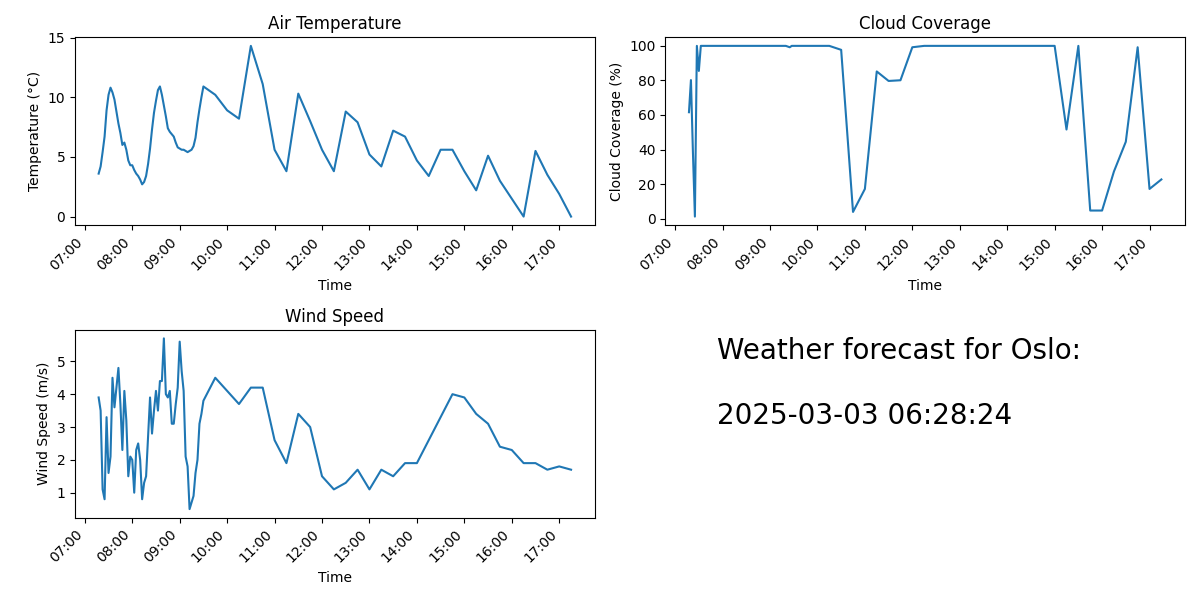 Air Temperature
Temperature (°C)
15
10
5
0
07:00 08:00 09:00 10:00 11:00 12:00 13:00 14:00 15:00 16:00 17:00
Time
Cloud Coverage
Cloud Coverage (%)
100
80
60
40
20
0
07:00 08:00 09:00 10:00 11:00 12:00 13:00 14:00 15:00 16:00 17:00
Time
Wind Speed
Wind Speed (m/s)
5
4
3
2
1
07:00 08:00 09:00 10:00 11:00 12:00 13:00 14:00 15:00 16:00 17:00
Time
Weather forecast for Oslo:
2025-03-03 06:28:24